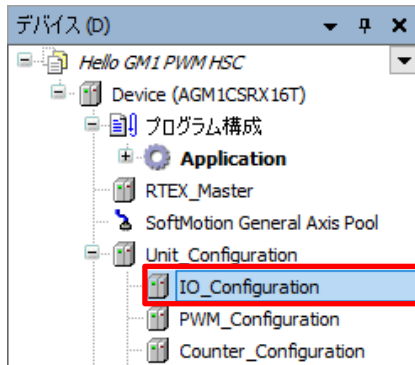 デバイス (D)
Hello GM1 PWM HSC
Device (AGM1CSRX16T)
プログラム構成
Application
RTEX_Master
SoftMotion General Axis Pool
Unit_Configuration
IO_Configuration
PWM_Configuration
Counter_Configuration